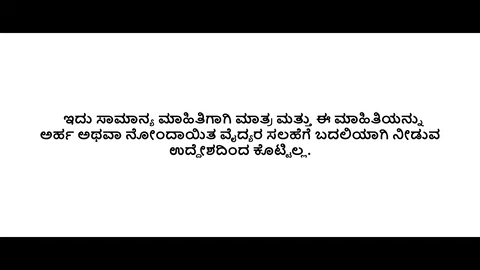 ಇದು ಸಾಮಾನ್ಯ ಮಾಹಿತಿಗಾಗಿ ಮಾತ್ರ ಮತ್ತು ಈ ಮಾಹಿತಿಯನ್ನು
ಅರ್ಹ ಅಥವಾ ನೋಂದಾಯಿತ ವೈದ್ಯರ ಸಲಹೆಗೆ ಬದಲಿಯಾಗಿ ನೀಡುವ
ಉದ್ದೇಶದಿಂದ ಕೊಟ್ಟಿಲ್ಲ.